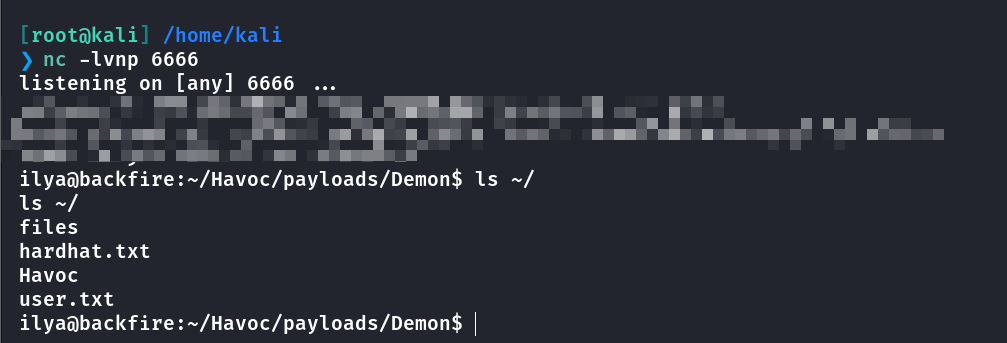 [root@kali] /home/kali
❯ nc -lvnp 6666
listening on [any] 6666 ...
ilya@backfire:~/Havoc/payloads/Demon$ ls ~/
ls ~/
files
hardhat.txt
Havoc
user.txt
ilya@backfire:~/Havoc/payloads/Demon$